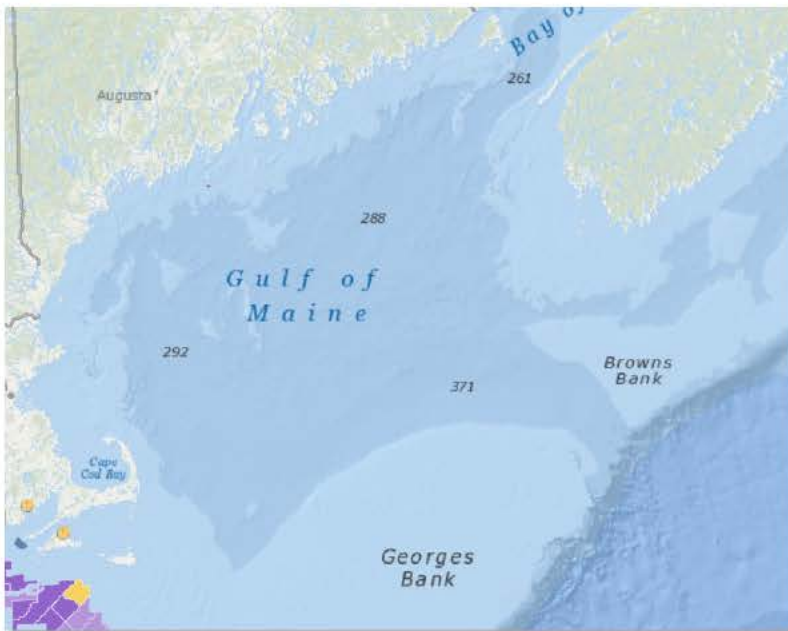 Bay of
261
Augusta
288
Gulf of
Maine
292
371
Browns
Bank
Cape
Cod Bay
Georges
Bank